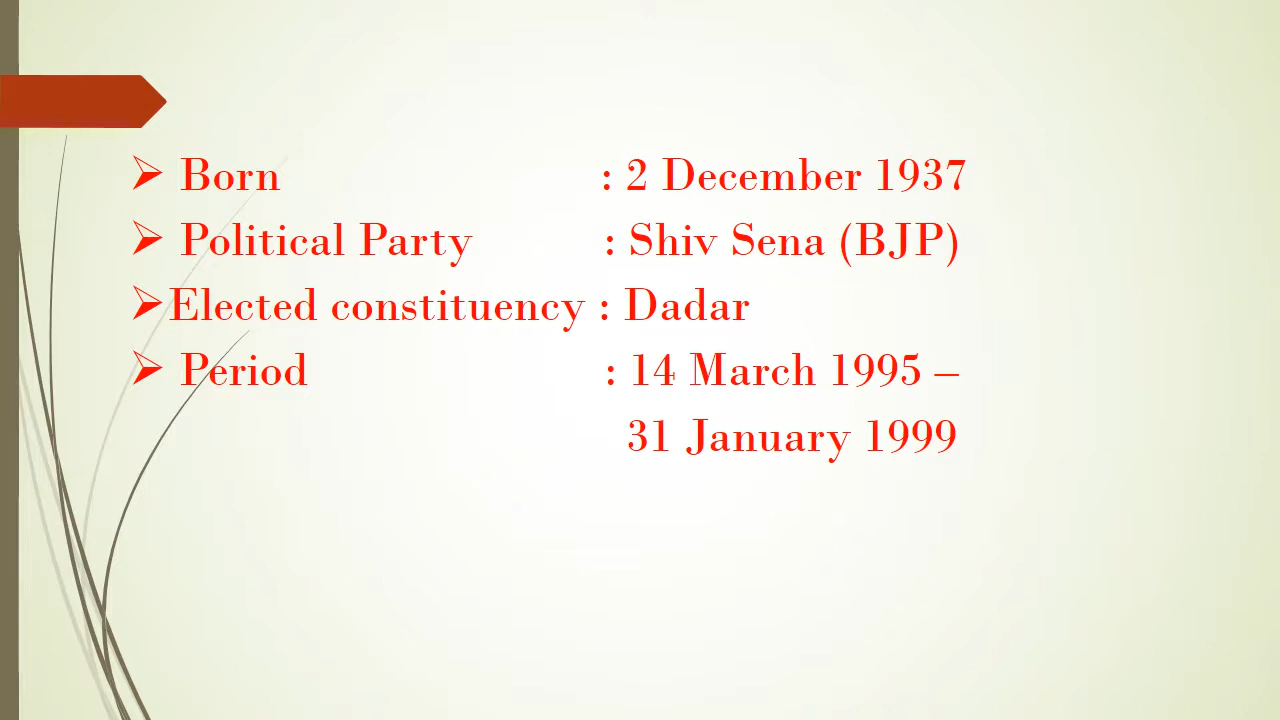 ➢ Born : 2 December 1937
➢ Political Party : Shiv Sena (BJP)
➢Elected constituency : Dadar
➢ Period : 14 March 1995 –
31 January 1999